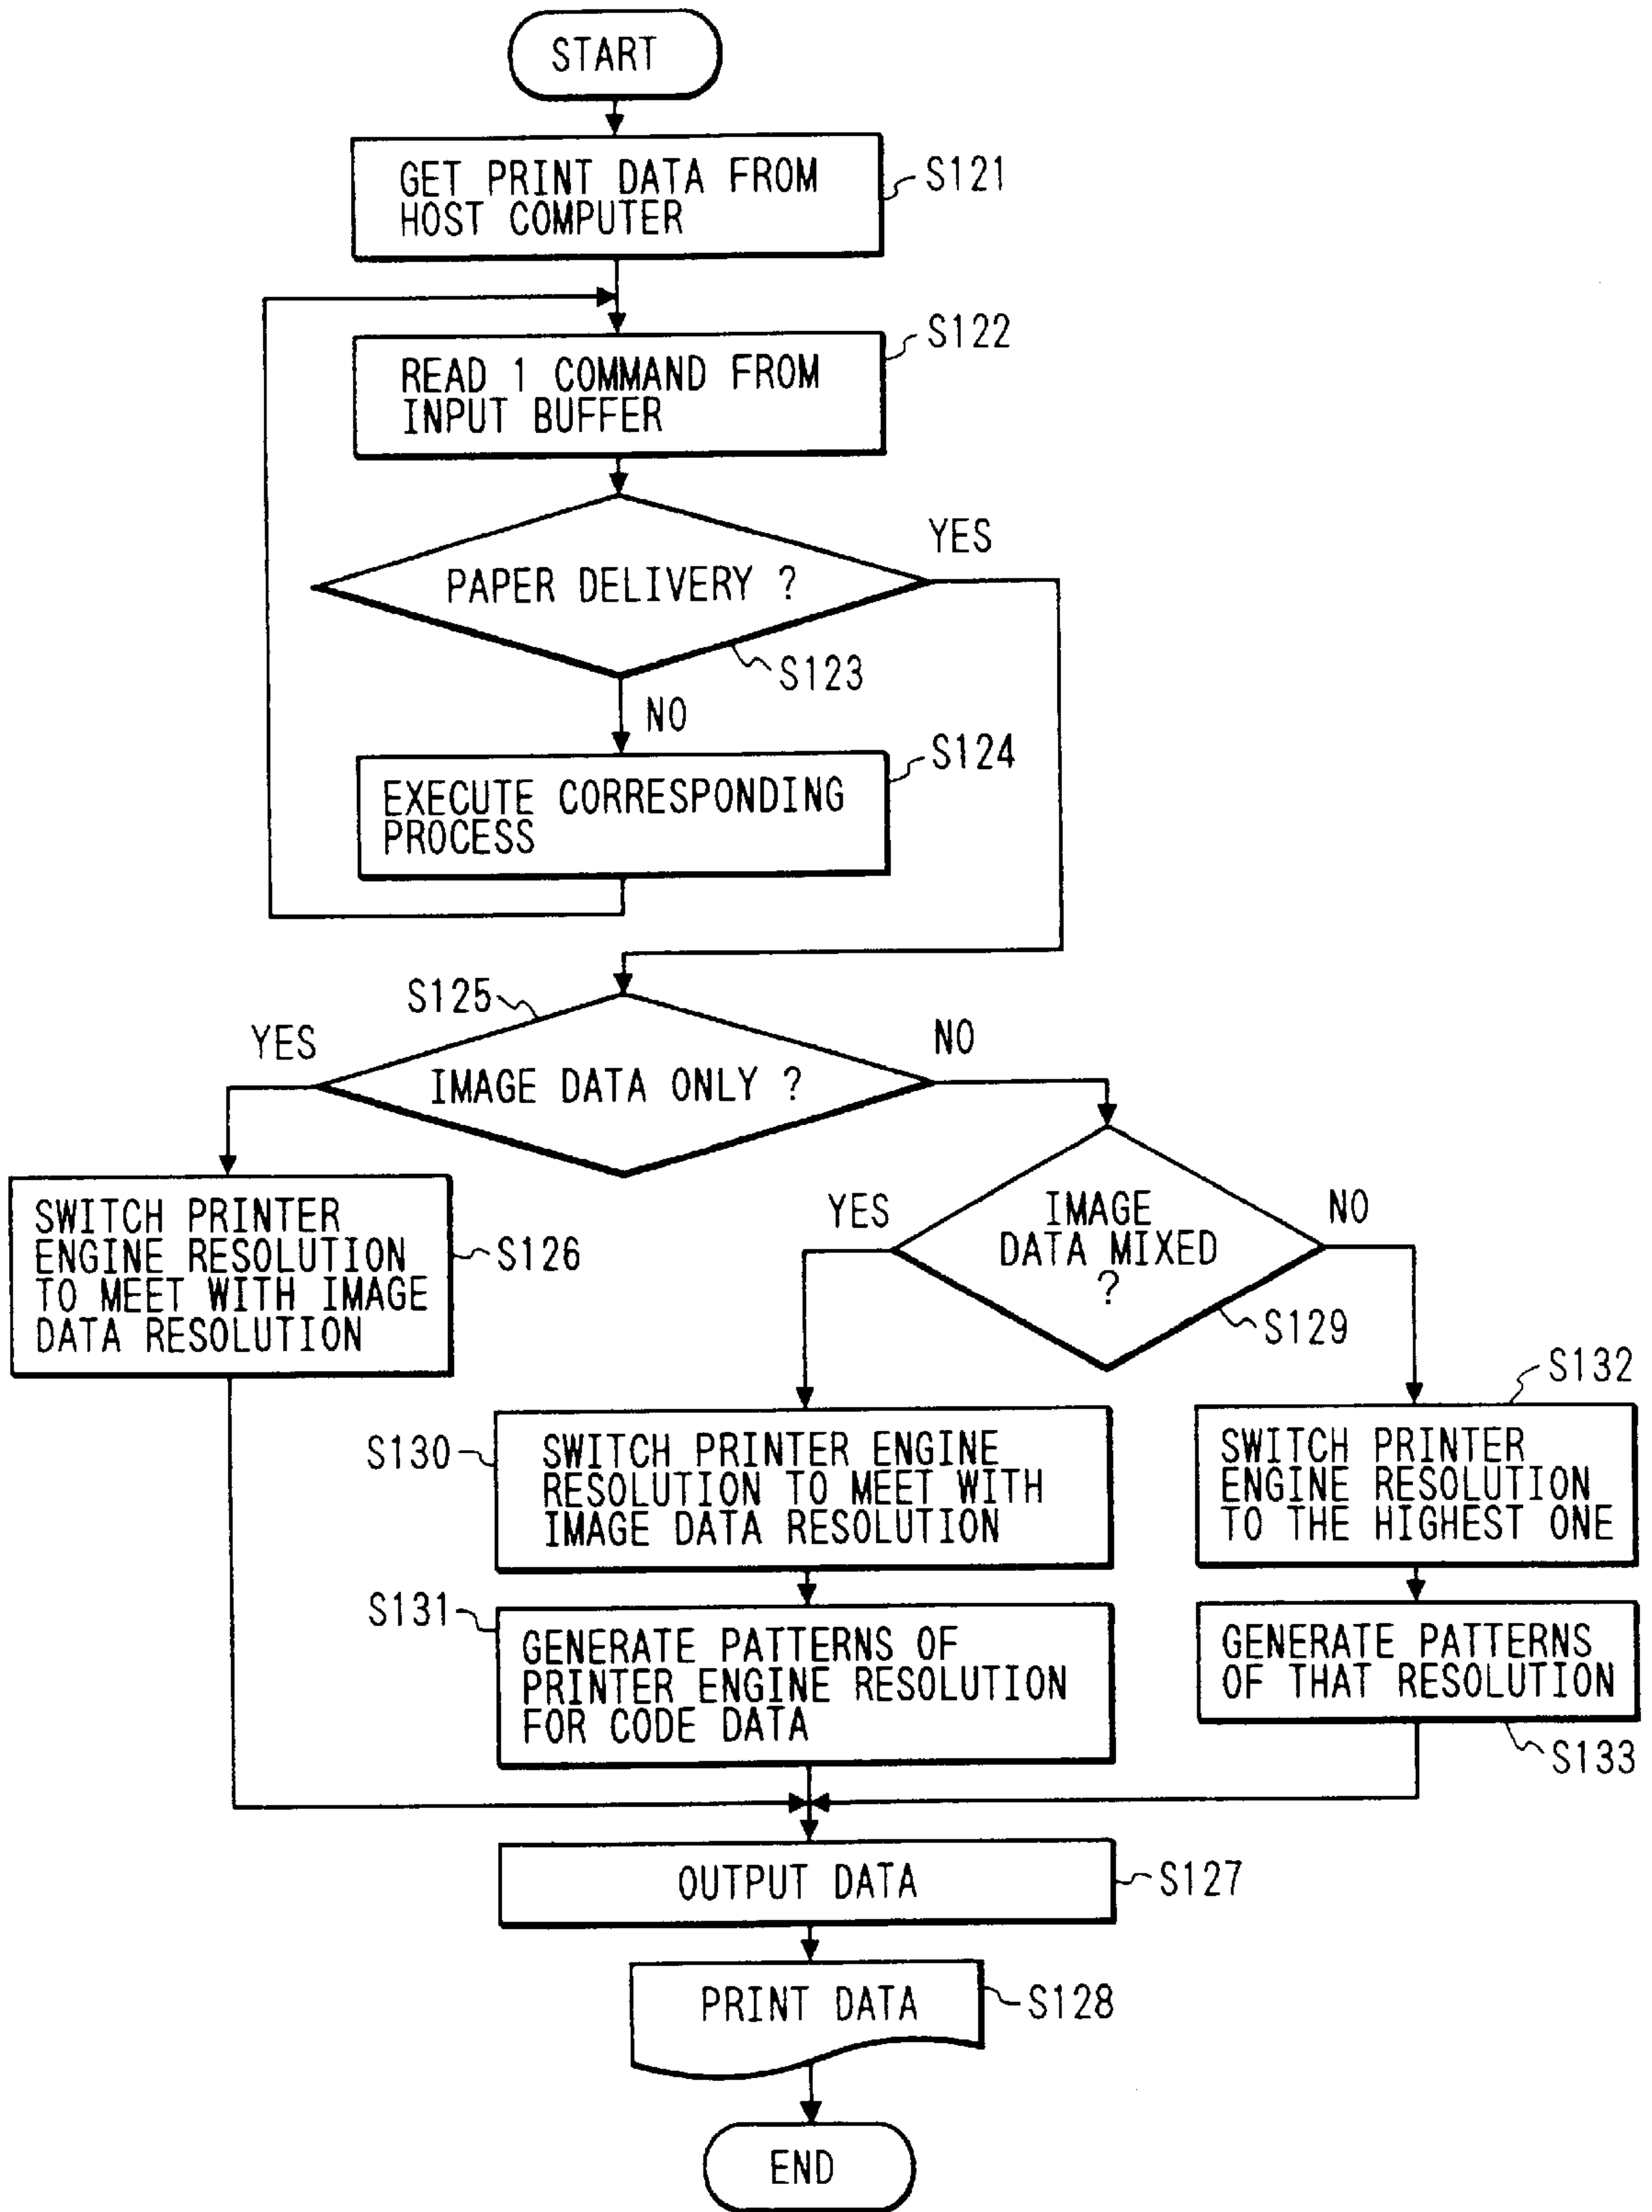 START
GET PRINT DATA FROM
HOST COMPUTER
S121
READ 1 COMMAND FROM
INPUT BUFFER
S122
PAPER DELIVERY ?
YES
S123
NO
EXECUTE CORRESPONDING
PROCESS
S124
S125
IMAGE DATA ONLY ?
YES
NO
SWITCH PRINTER
ENGINE RESOLUTION
TO MEET WITH IMAGE
DATA RESOLUTION
S126
IMAGE
DATA MIXED
?
YES
NO
S129
S130
SWITCH PRINTER ENGINE
RESOLUTION TO MEET WITH
IMAGE DATA RESOLUTION
S132
SWITCH PRINTER
ENGINE RESOLUTION
TO THE HIGHEST ONE
S131
GENERATE PATTERNS OF
PRINTER ENGINE RESOLUTION
FOR CODE DATA
GENERATE PATTERNS
OF THAT RESOLUTION
S133
OUTPUT DATA
S127
PRINT DATA
S128
END